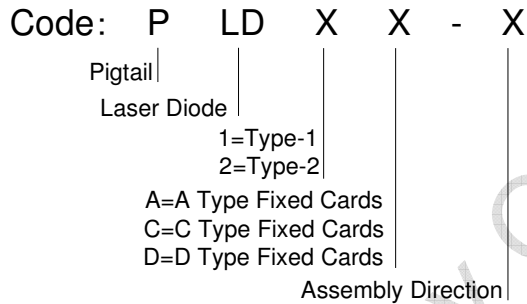 Code: P LD X X - X
Pigtail
Laser Diode
1=Type-1
2=Type-2
A=A Type Fixed Cards
C=C Type Fixed Cards
D=D Type Fixed Cards
Assembly Direction